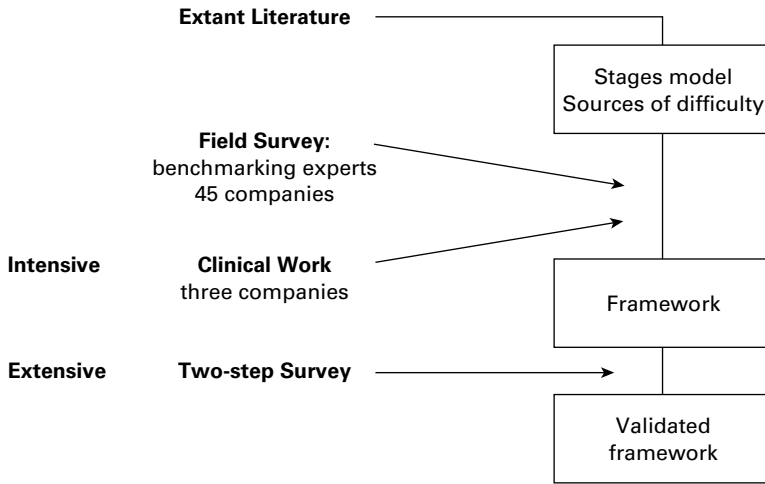 Extant Literature
Stages model
Sources of difficulty
Field Survey:
benchmarking experts
45 companies
Intensive
Clinical Work
three companies
Framework
Extensive
Two-step Survey
Validated
framework